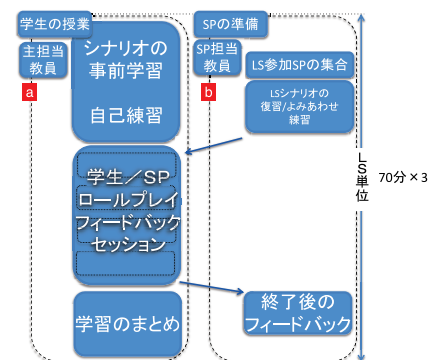 学生の授業
主担当
教員
a
シナリオの
事前学習
自己練習
学生／SP
ロールプレイ
フィードバック
セッション
学習のまとめ
SPの準備
SP担当
教員
b
LS参加SPの集合
LSシナリオの
復習/よみあわせ
練習
終了後の
フィードバック
LS単位
70分×3